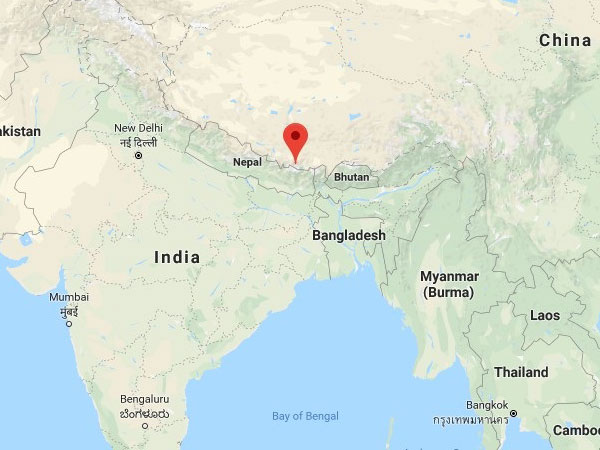 China
akistan
New Delhi
नई दिल्ली
Nepal
Bhutan
Bangladesh
India
Myanmar
(Burma)
Mumbai
मुंबई
Laos
Thailand
Bengaluru
ಬೆಂಗಳೂರು
Bay of Bengal
Bangkok
กรุงเทพมหานคร
Cambod